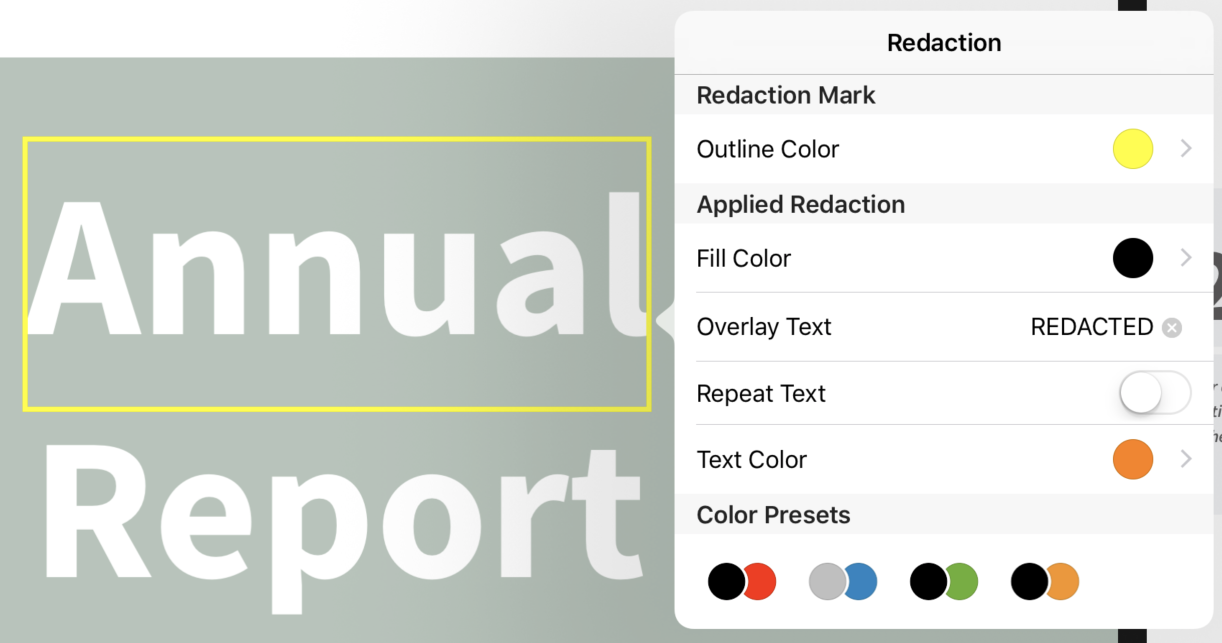 Annual
Report
Redaction
Redaction Mark
Outline Color
Applied Redaction
Fill Color
Overlay Text REDACTED
Repeat Text
Text Color
Color Presets